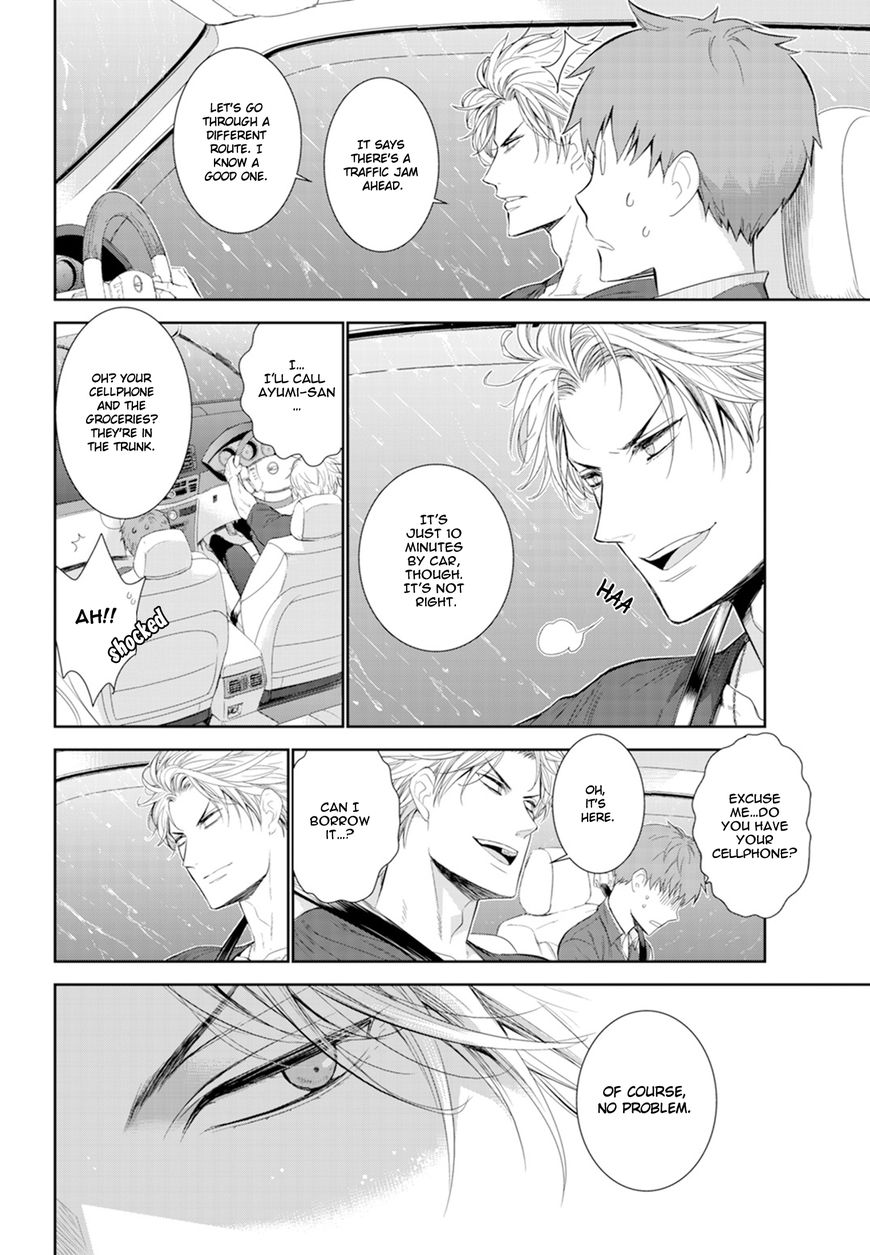 IT SAYS
THERE'S A
TRAFFIC JAM
AHEAD.
LET'S GO
THROUGH A
DIFFERENT
ROUTE. I
KNOW A
GOOD ONE.
IT'S
JUST 10
MINUTES
BY CAR,
THOUGH.
IT'S NOT
RIGHT.
HAA
I...
I'LL CALL
AYUMI-SAN
...
OH? YOUR
CELLPHONE
AND THE
GROCERIES?
THEY'RE IN
THE TRUNK.
AH!!
shocked
EXCUSE
ME...DO
YOU HAVE
YOUR
CELLPHONE?
OH,
IT'S
HERE.
CAN I
BORROW
IT...?
OF COURSE,
NO PROBLEM.